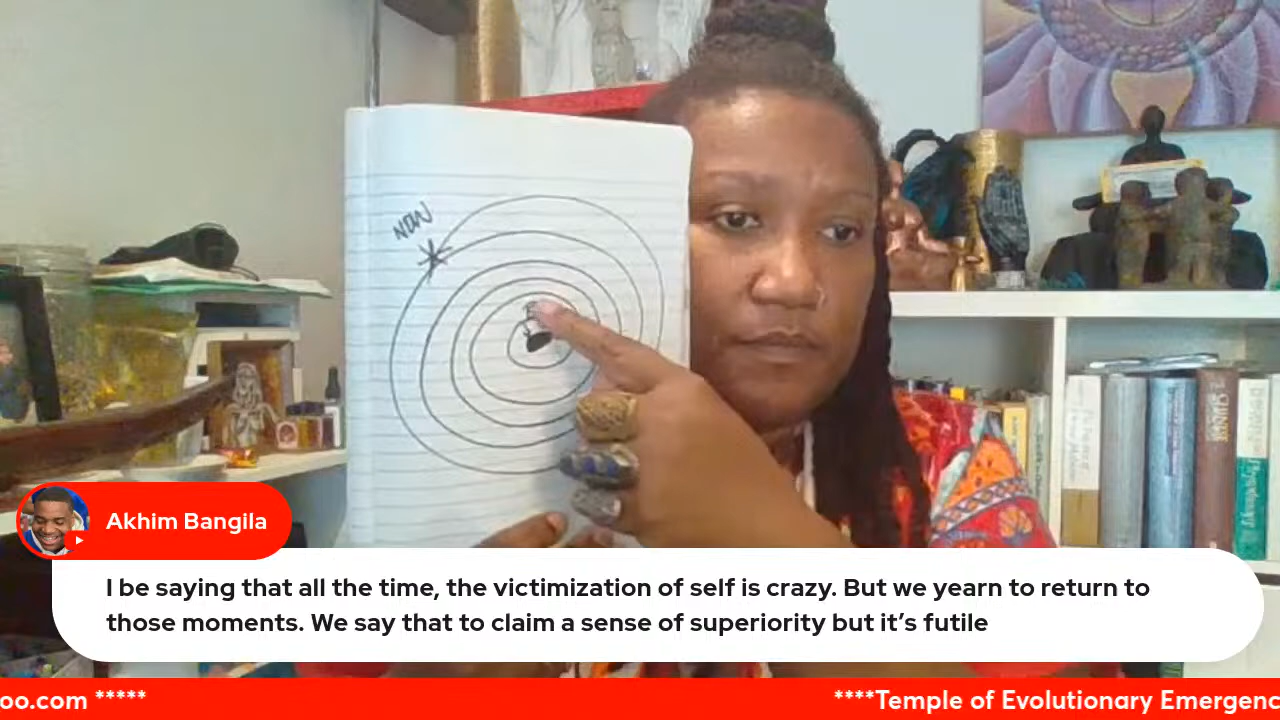 NOW
Akhim Bangila
I be saying that all the time, the victimization of self is crazy. But we yearn to return to
those moments. We say that to claim a sense of superiority but it’s futile
oo.com ***** ****Temple of Evolutionary Emergenc